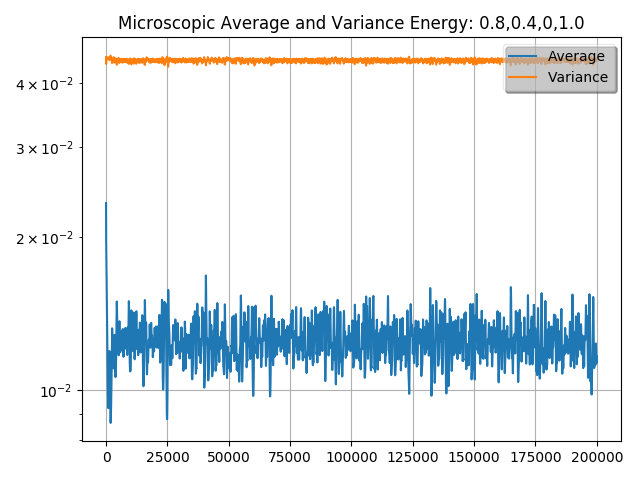 Microscopic Average and Variance Energy: 0.8,0.4,0,1.0
Average
Variance
4 × 10⁻²
3 × 10⁻²
2 × 10⁻²
10⁻²
0 25000 50000 75000 100000 125000 150000 175000 200000